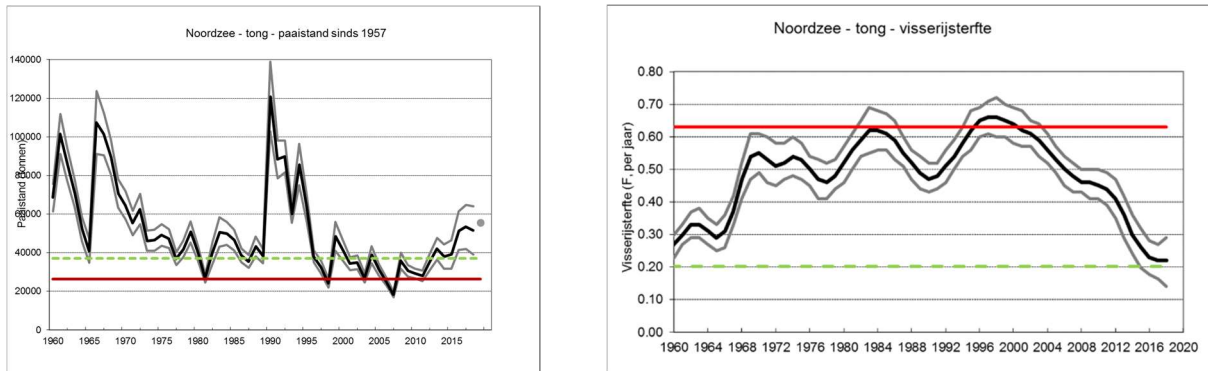 Noordzee - tong - paaistand sinds 1957
Paaistand (tonnen)
140000
120000
100000
80000
60000
40000
20000
0
1960 1965 1970 1975 1980 1985 1990 1995 2000 2005 2010 2015
Noordzee - tong - visserijsterfte
Visserijsterfte (F, per jaar)
0.80
0.70
0.60
0.50
0.40
0.30
0.20
0.10
0.00
1960 1964 1968 1972 1976 1980 1984 1988 1992 1996 2000 2004 2008 2012 2016 2020